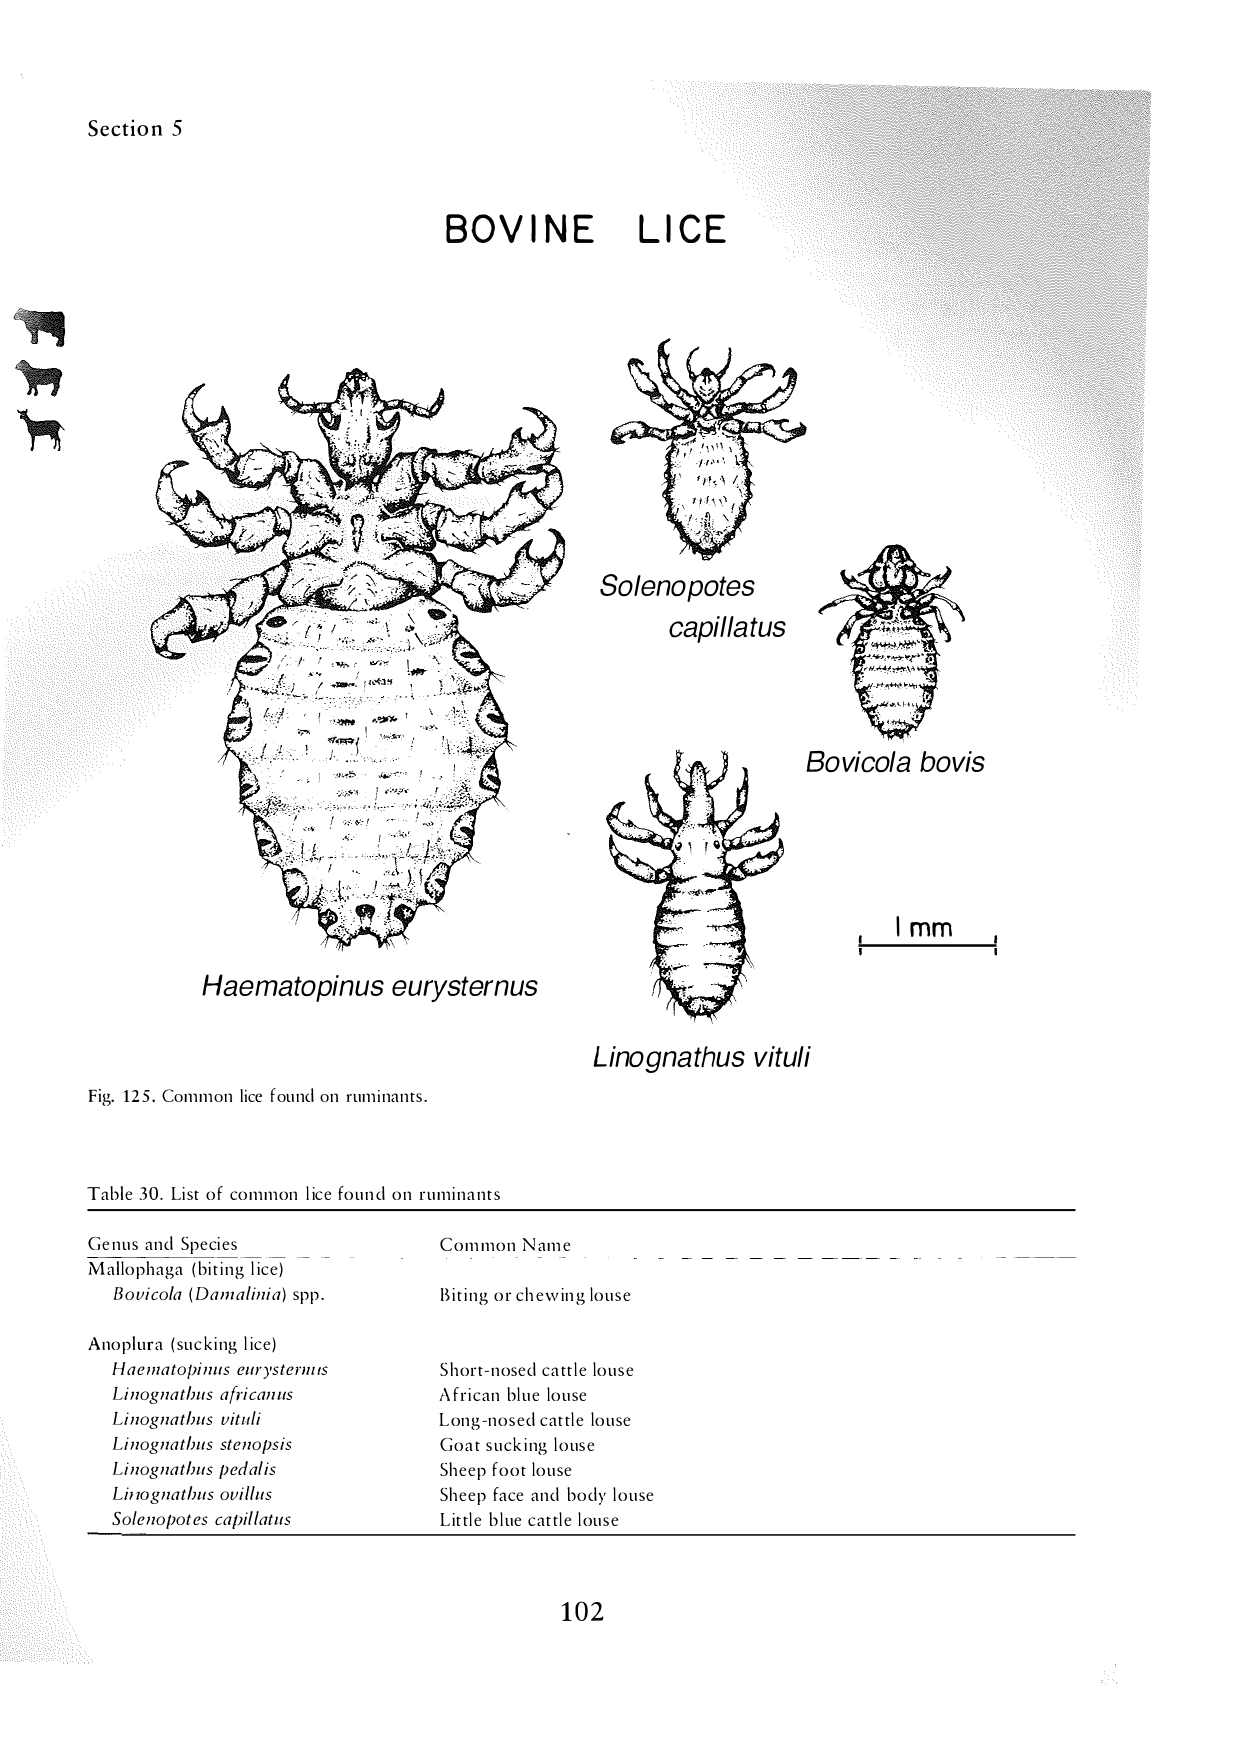 Section 5
BOVINE LICE
Solenopotes
capillatus
Bovicola bovis
1 mm
Haematopinus eurysternus
Linognathus vituli
Fig. 125. Common lice found on ruminants.
Table 30. List of common lice found on ruminants
Genus and Species Common Name
Mallophaga (biting lice)
Bovicola (Damalinia) spp. Biting or chewing louse
Anoplura (sucking lice)
Haematopinus eurysternus Short-nosed cattle louse
Linognathus africanus African blue louse
Linognathus vituli Long-nosed cattle louse
Linognathus stenopsis Goat sucking louse
Linognathus pedalis Sheep foot louse
Linognathus ovillus Sheep face and body louse
Solenopotes capillatus Little blue cattle louse
102